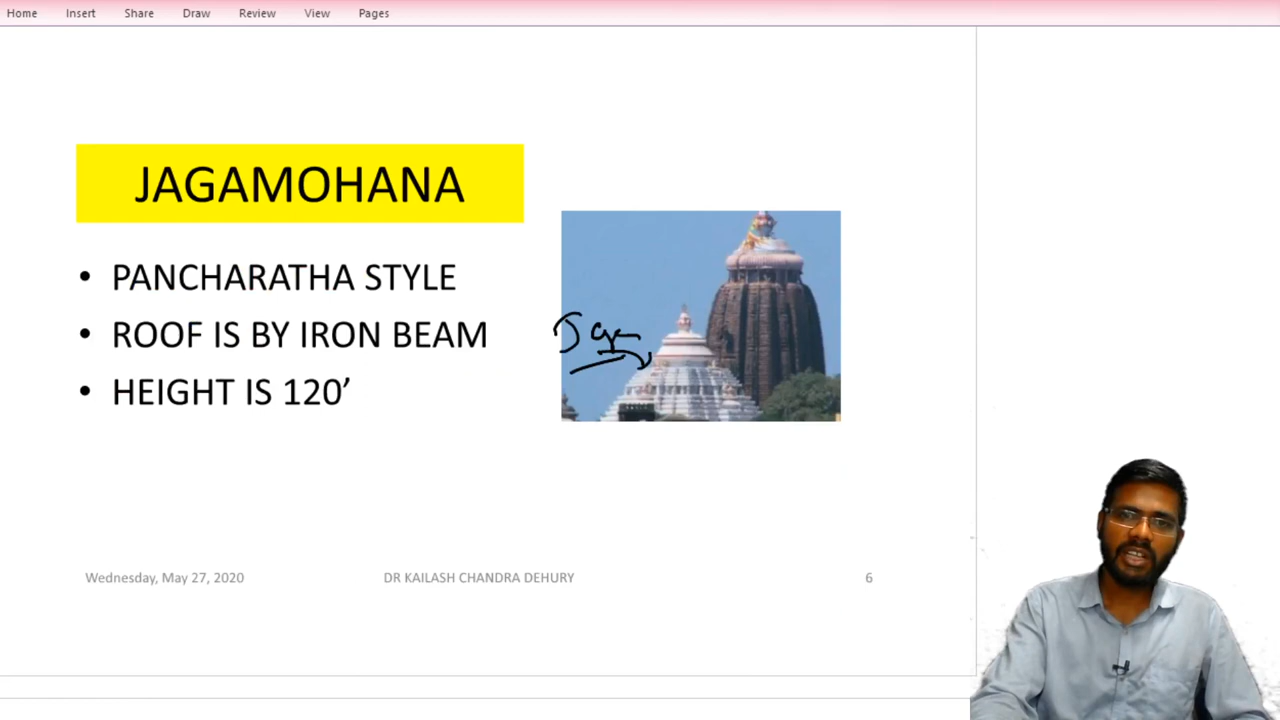 Home Insert Share Draw Review View Pages
JAGAMOHANA
• PANCHARATHA STYLE
• ROOF IS BY IRON BEAM
• HEIGHT IS 120’
Jaga
Wednesday, May 27, 2020 DR KAILASH CHANDRA DEHURY 6